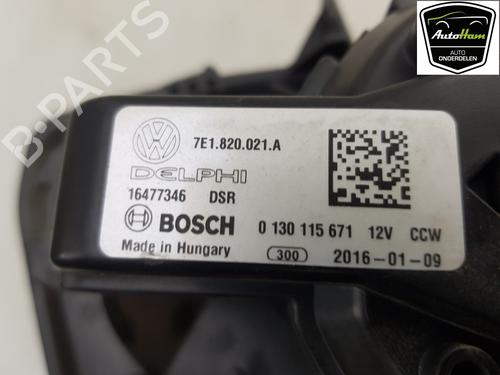 AutoHam
AUTO
ONDERDELEN
B-Parts
VW
7E1.820.021.A
DELPHI
16477346 DSR
BOSCH 0 130 115 671 12V CCW
Made in Hungary 300 2016-01-09